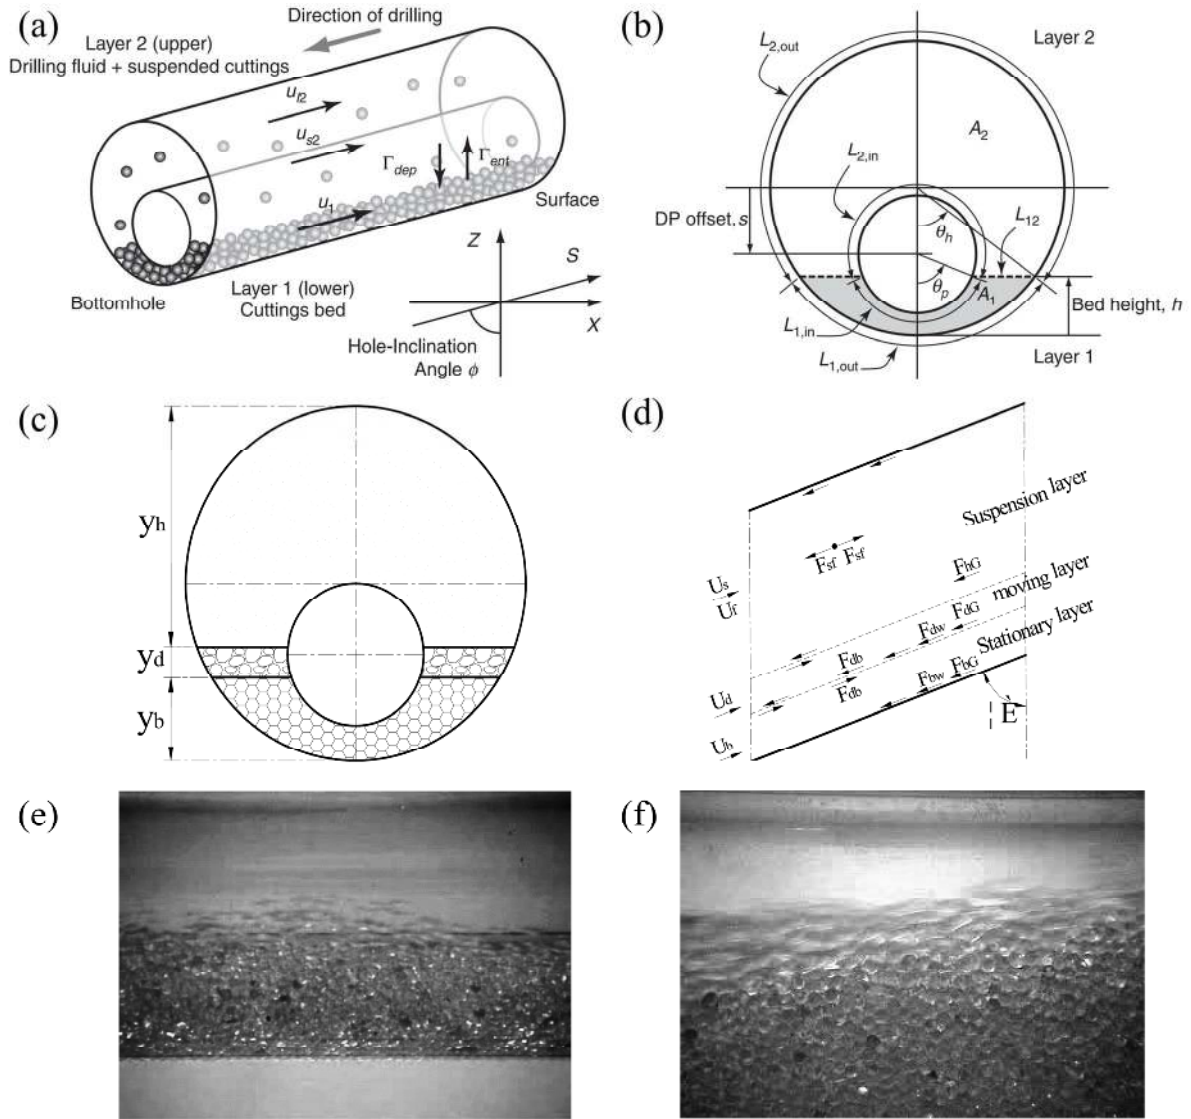 (a)
Direction of drilling
Layer 2 (upper)
Drilling fluid + suspended cuttings
u_f2
u_s2
Γ_dep
Γ_ent
u_1
Surface
Bottomhole
Layer 1 (lower)
Cuttings bed
Z
S
X
Hole-Inclination
Angle ϕ
(b)
L_2,out
Layer 2
A_2
L_2,in
DP offset, s
θ_h
L_12
θ_p
A_1
Bed height, h
L_1,in
L_1,out
Layer 1
(c)
y_h
y_d
y_b
(d)
Suspension layer
F_sf F_sf
F_hG
U_s
U_f
moving layer
F_dG
F_dw
Stationary layer
F_db
F_bG
F_bw
F_db
U_d
U_b
È
(e)
(f)